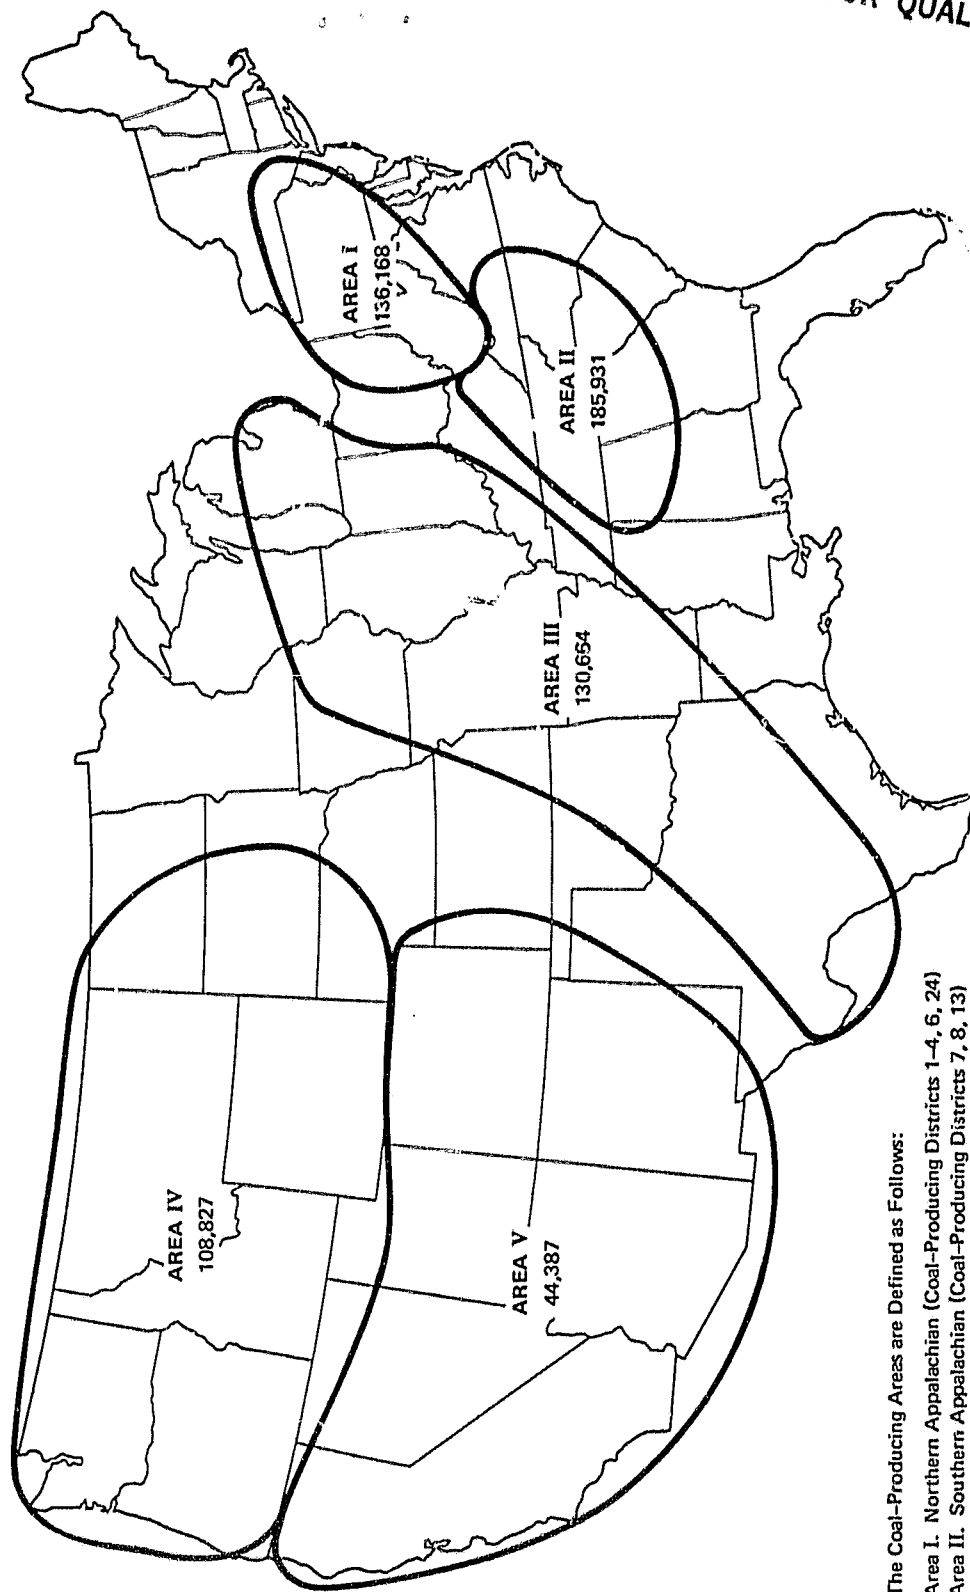 QUAL
AREA I
136,168
AREA II
185,931
AREA III
130,654
AREA IV
108,827
AREA V
44,387
The Coal-Producing Areas are Defined as Follows:
Area I. Northern Appalachian (Coal-Producing Districts 1-4, 6, 24)
Area II. Southern Appalachian (Coal-Producing Districts 7, 8, 13)